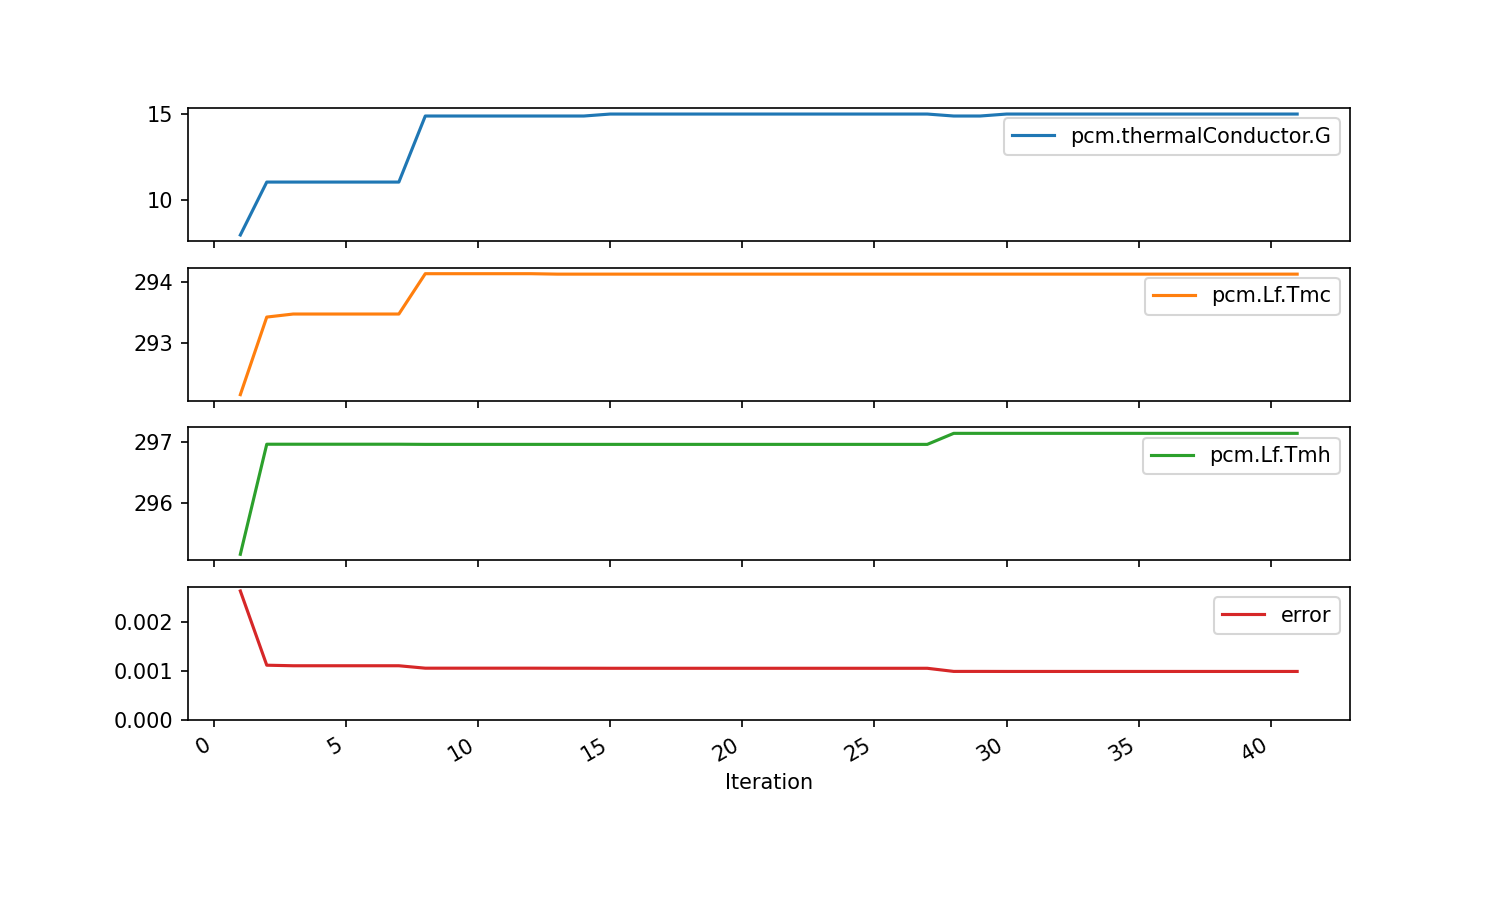 15
10
pcm.thermalConductor.G
294
293
pcm.Lf.Tmc
297
296
pcm.Lf.Tmh
0.002
0.001
0.000
error
0 5 10 15 20 25 30 35 40
Iteration